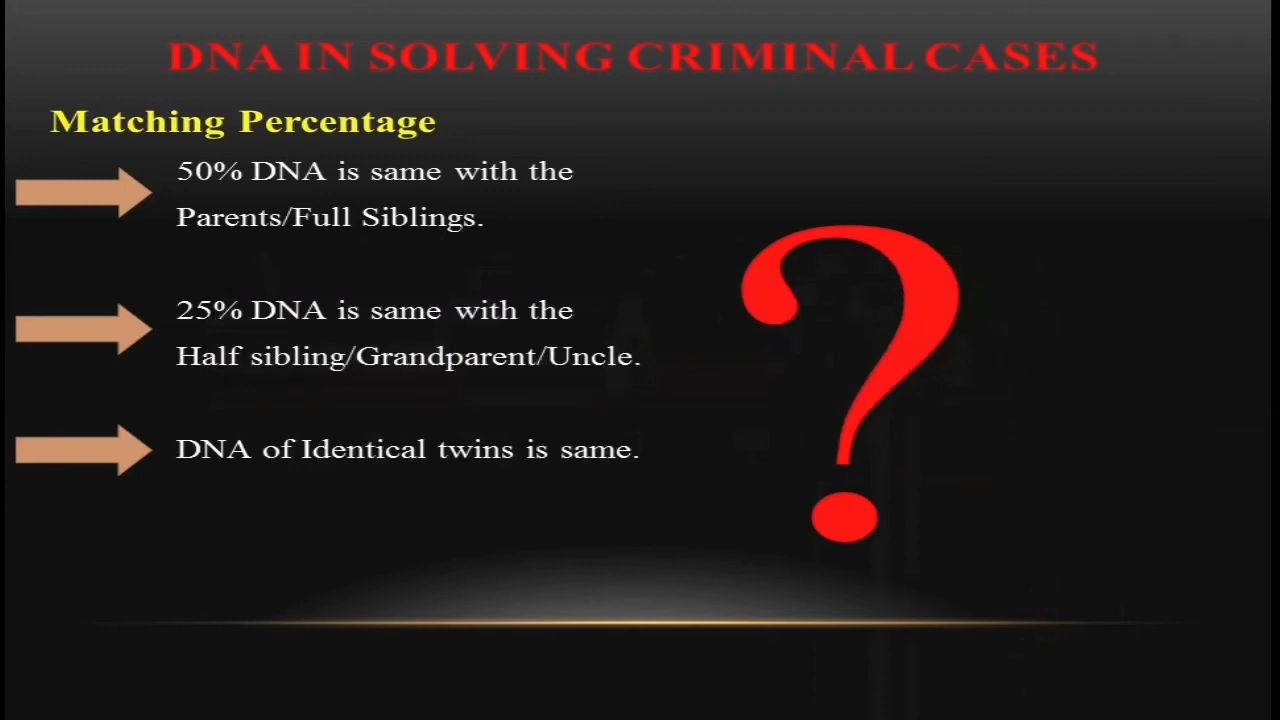 DNA IN SOLVING CRIMINAL CASES
Matching Percentage
50% DNA is same with the
Parents/Full Siblings.
25% DNA is same with the
Half sibling/Grandparent/Uncle.
DNA of Identical twins is same.
?